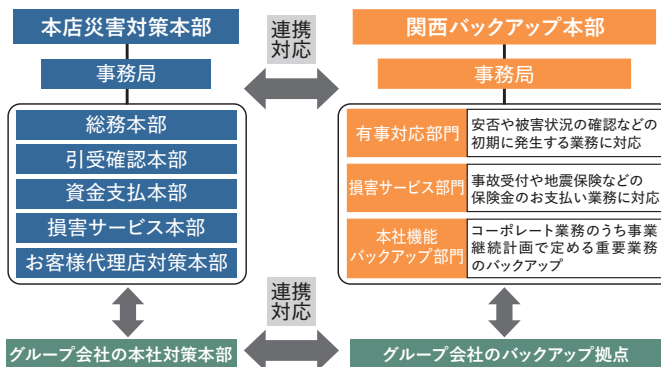 本店災害対策本部
連携
対応
関西バックアップ本部
事務局
事務局
総務本部
引受確認本部
資金支払本部
損害サービス本部
お客様代理店対策本部
有事対応部門
安否や被害状況の確認などの
初期に発生する業務に対応
損害サービス部門
事故受付や地震保険などの
保険金のお支払い業務に対応
本社機能
バックアップ部門
コーポレート業務のうち事業
継続計画で定める重要業務
のバックアップ
連携
対応
グループ会社の本社対策本部
グループ会社のバックアップ拠点